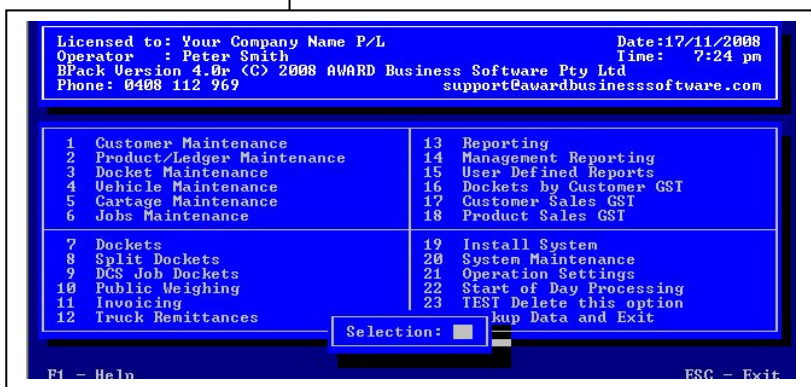 Licensed to: Your Company Name P/L Date:17/11/2008
Operator : Peter Smith Time: 7:24 pm
BPack Version 4.0r (C) 2008 AWARD Business Software Pty Ltd
Phone: 0408 112 969 support@awardbusinesssoftware.com
1 Customer Maintenance
2 Product/Ledger Maintenance
3 Docket Maintenance
4 Vehicle Maintenance
5 Cartage Maintenance
6 Jobs Maintenance
7 Dockets
8 Split Dockets
9 DCS Job Dockets
10 Public Weighing
11 Invoicing
12 Truck Remittances
13 Reporting
14 Management Reporting
15 User Defined Reports
16 Dockets by Customer GST
17 Customer Sales GST
18 Product Sales GST
19 Install System
20 System Maintenance
21 Operation Settings
22 Start of Day Processing
23 TEST Delete this option
kup Data and Exit
Selection:
F1 - Help ESC - Exit